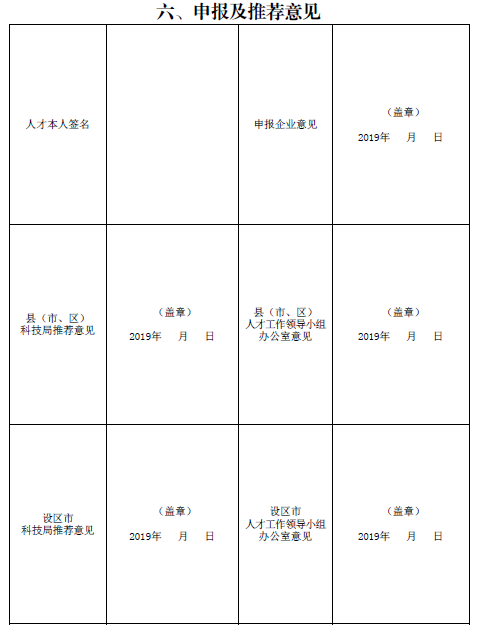 六、申报及推荐意见
人才本人签名
申报企业意见
（盖章）
2019年 月 日
县（市、区）
科技局推荐意见
（盖章）
2019年 月 日
县（市、区）
人才工作领导小组
办公室意见
（盖章）
2019年 月 日
设区市
科技局推荐意见
（盖章）
2019年 月 日
设区市
人才工作领导小组
办公室意见
（盖章）
2019年 月 日